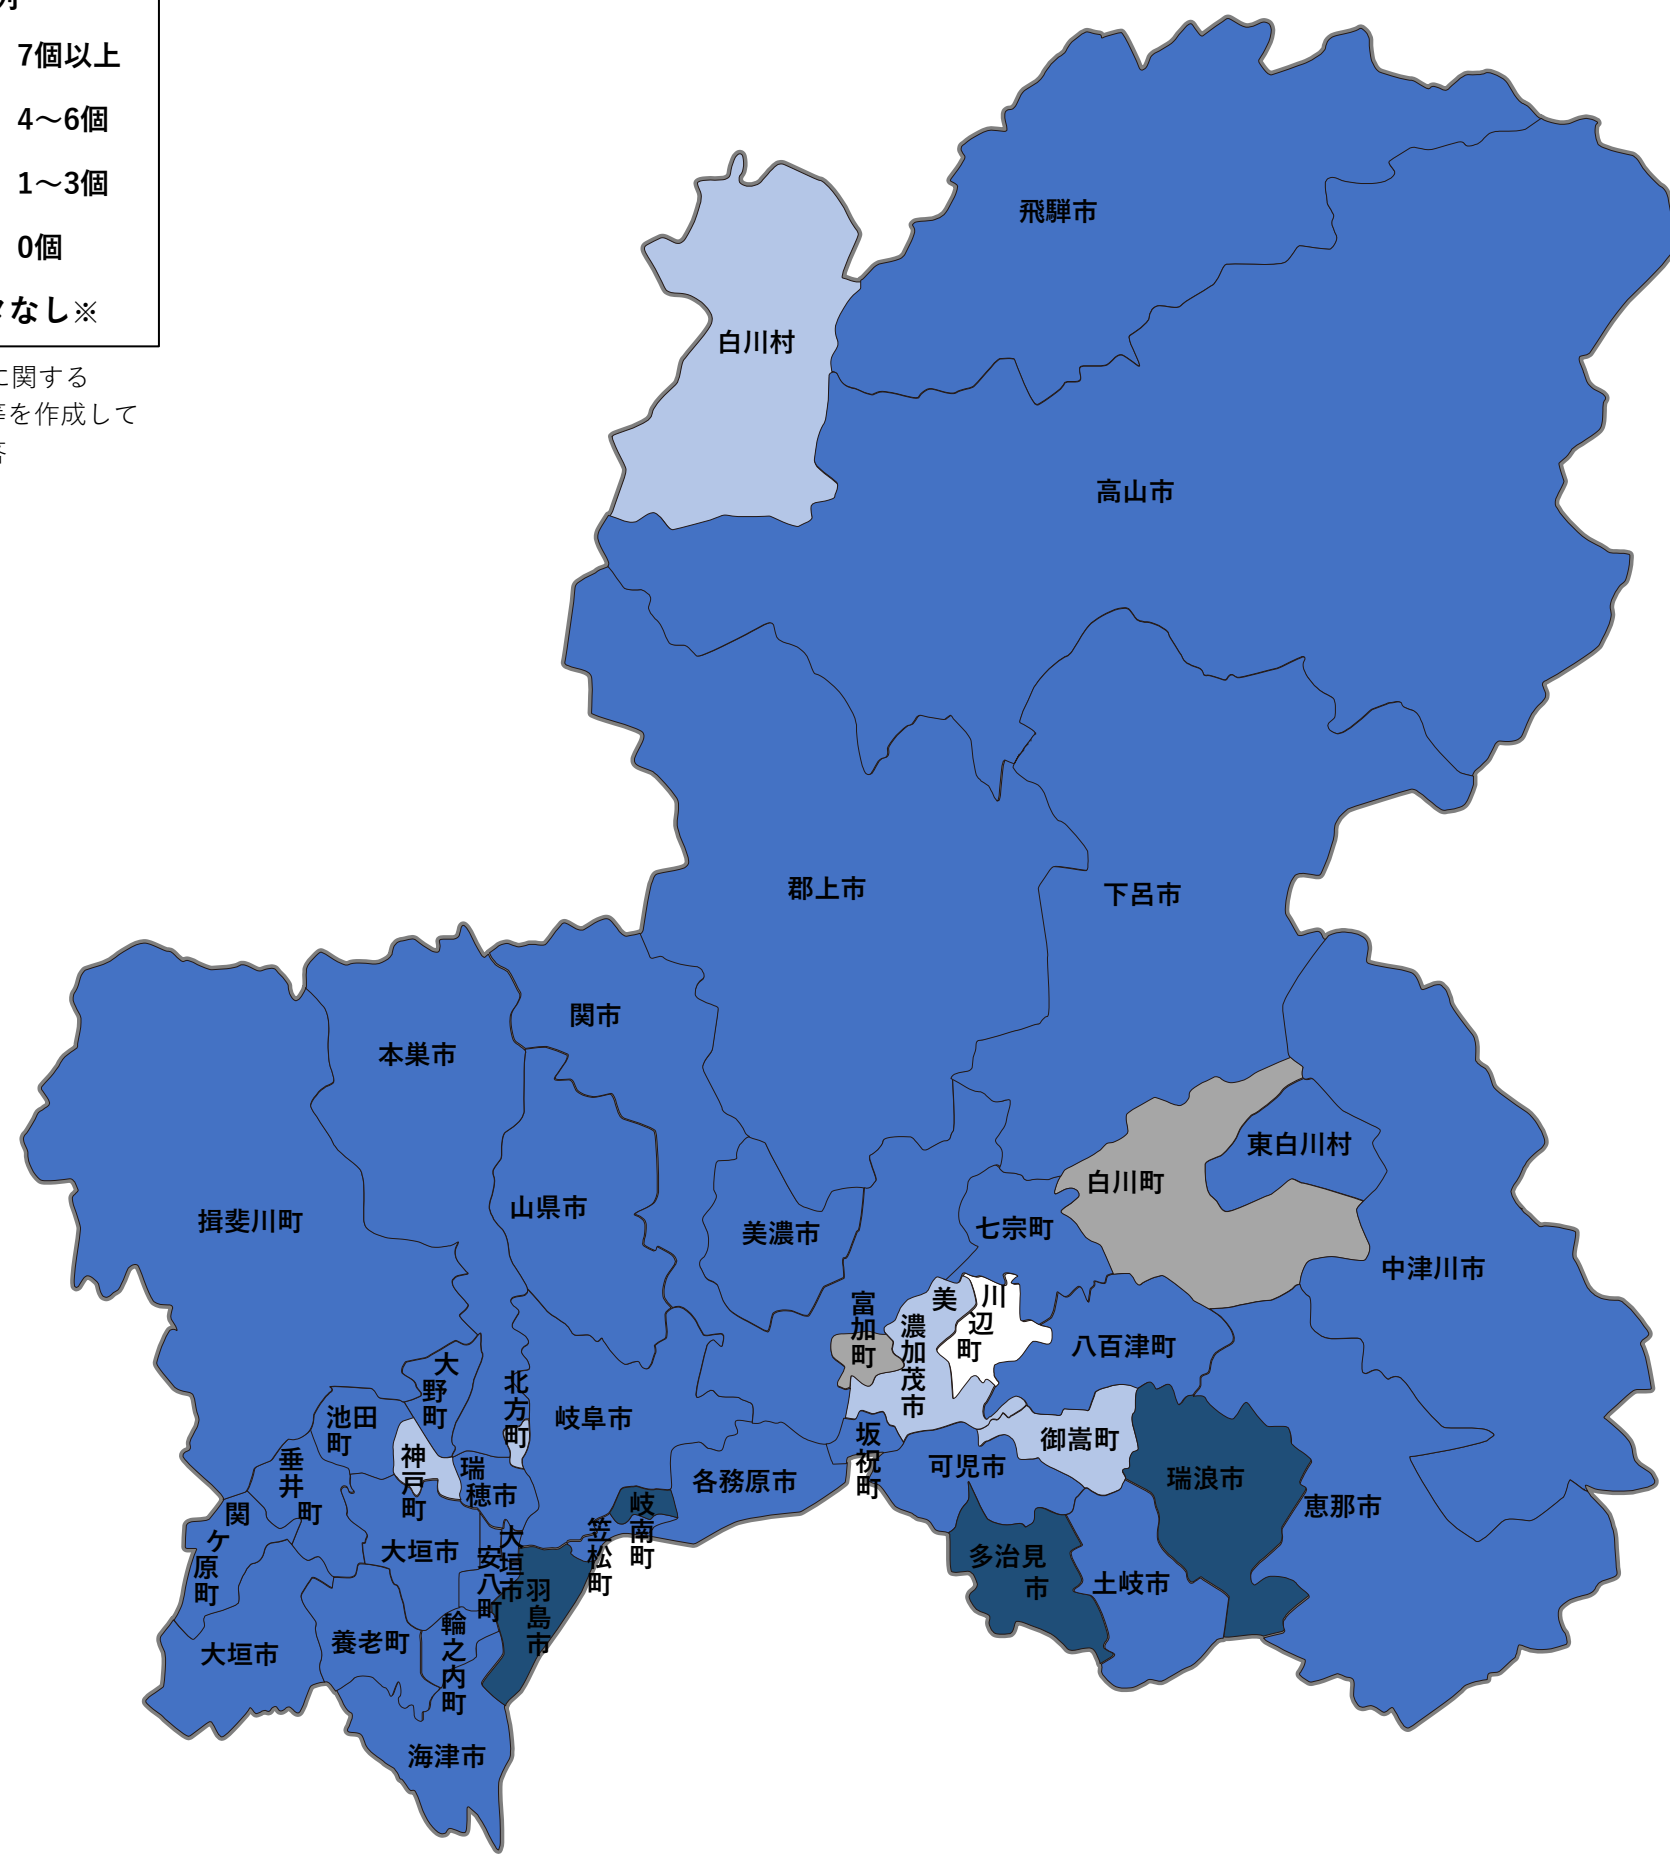 7個以上
4～6個
1～3個
0個
なし※
に関する
等を作成して
飛騨市
白川村
高山市
郡上市
下呂市
関市
本巣市
東白川村
白川町
山県市
揖斐川町
美濃市
七宗町
中津川市
富加町
美濃加茂市
川辺町
八百津町
大野町
北方町
池田町
岐阜市
坂祝町
御嵩町
神戸町
垂井町
瑞穂市
各務原市
可児市
瑞浪市
恵那市
関ケ原町
大垣市
安八町
大垣市
羽島市
笠松町
岐南町
多治見市
土岐市
大垣市
養老町
輪之内町
海津市